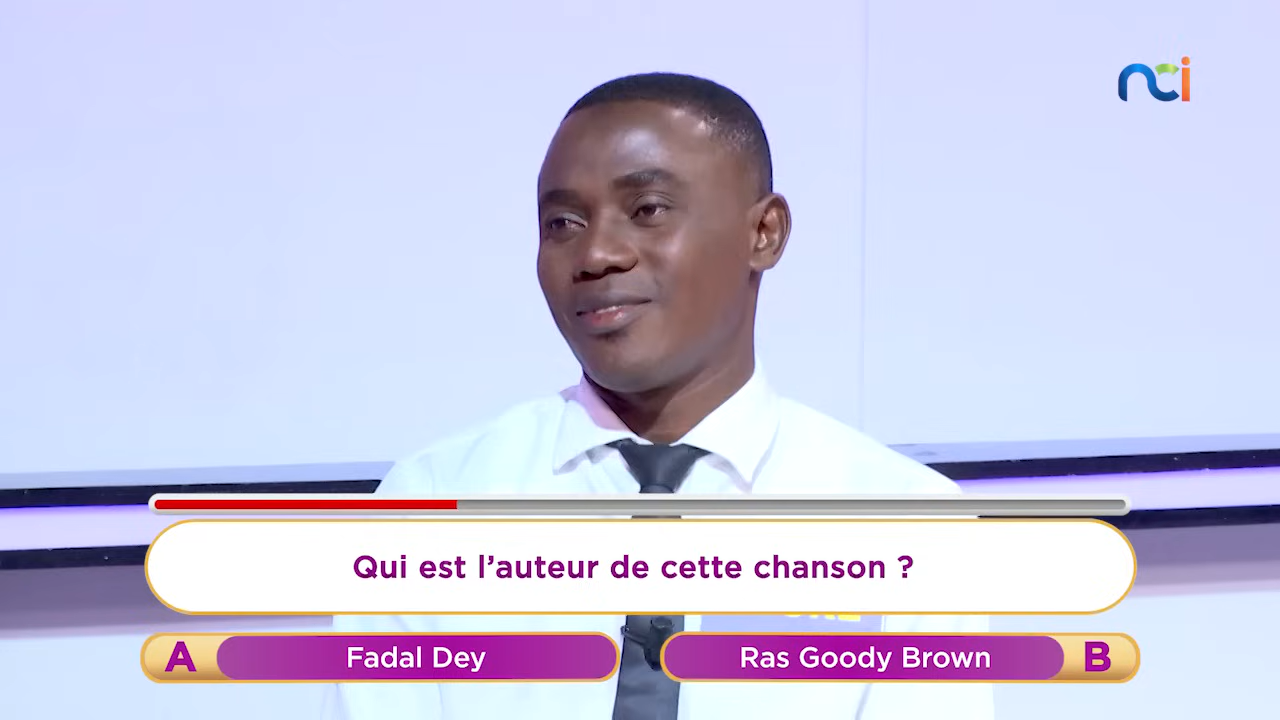 nci
Qui est l'auteur de cette chanson ?
A Fadal Dey
Ras Goody Brown B